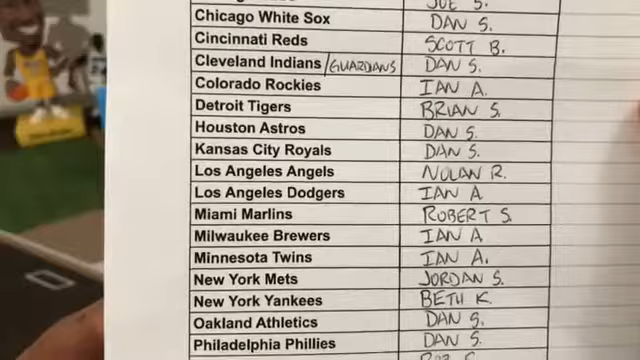 JOE S.
Chicago White Sox DAN S.
Cincinnati Reds SCOTT B.
Cleveland Indians/GUARDIANS DAN S.
Colorado Rockies IAN A.
Detroit Tigers BRIAN S.
Houston Astros DAN S.
Kansas City Royals DAN S.
Los Angeles Angels NOLAN R.
Los Angeles Dodgers IAN A
Miami Marlins ROBERT S.
Milwaukee Brewers IAN A
Minnesota Twins IAN A.
New York Mets JORDAN S.
New York Yankees BETH K.
Oakland Athletics DAN S.
Philadelphia Phillies DAN S.